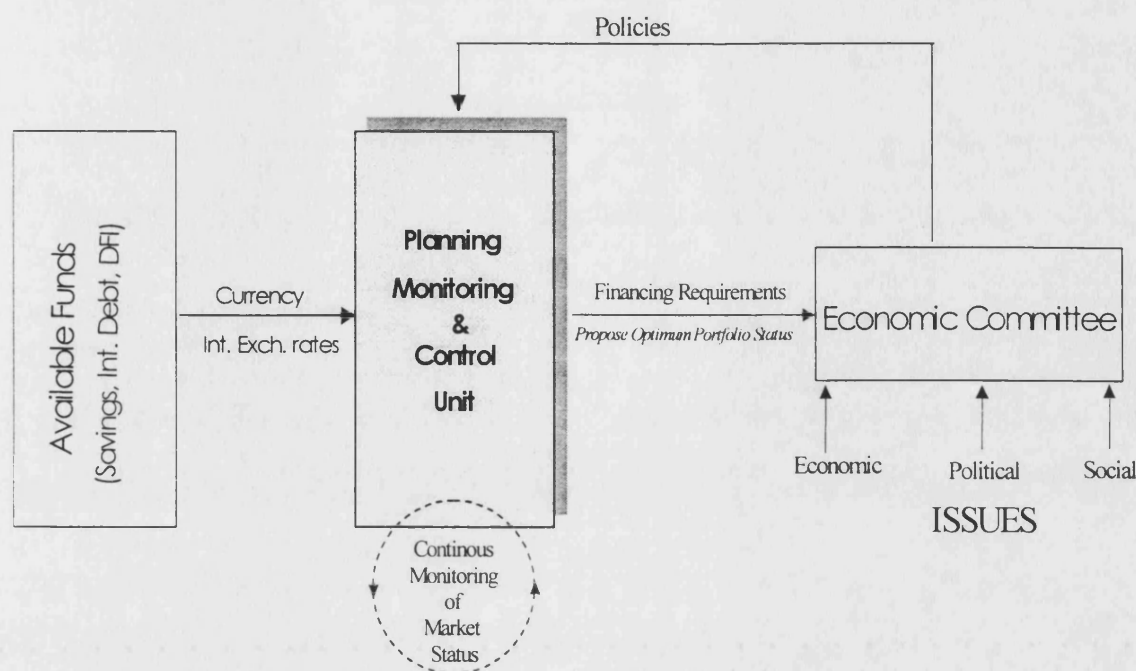 Policies
Available Funds
(Savings, Int. Debt, DFI)
Currency
Int. Exch. rates
Planning
Monitoring
&
Control
Unit
Financing Requirements
Propose Optimum Portfolio Status
Economic Committee
Economic
Political
Social
ISSUES
Continous
Monitoring
of
Market
Status